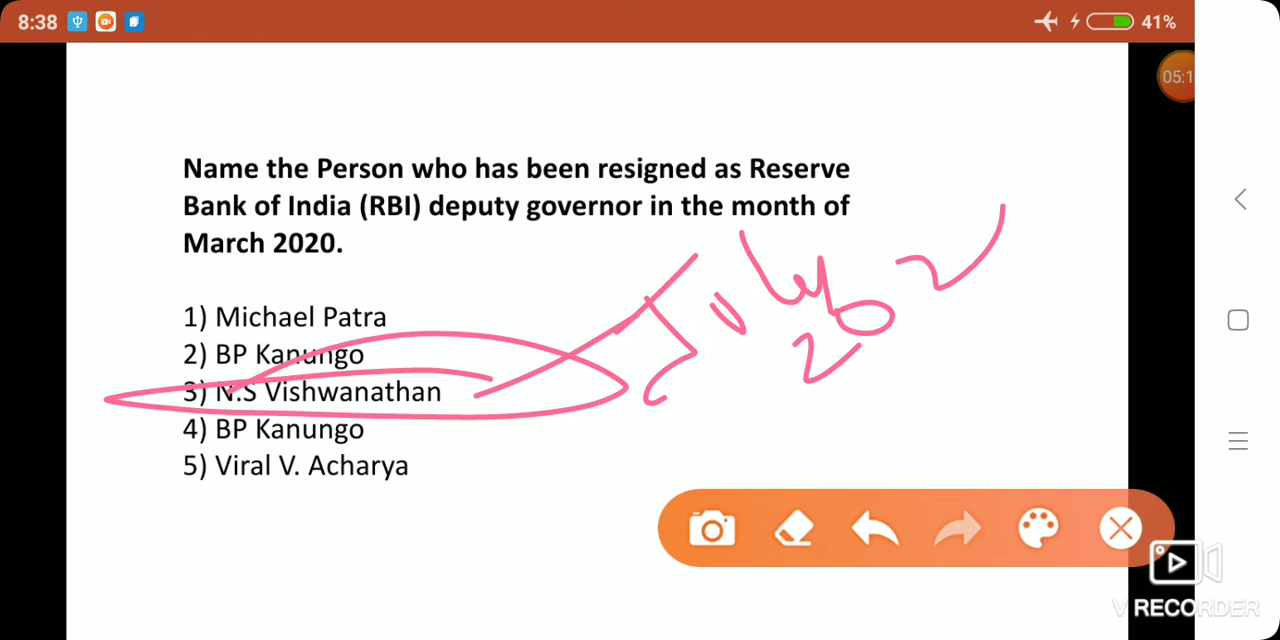 8:38
41%
05:1
Name the Person who has been resigned as Reserve
Bank of India (RBI) deputy governor in the month of
March 2020.
1) Michael Patra
2) BP Kanungo
3) N.S Vishwanathan
4) BP Kanungo
5) Viral V. Acharya
V RECORDER